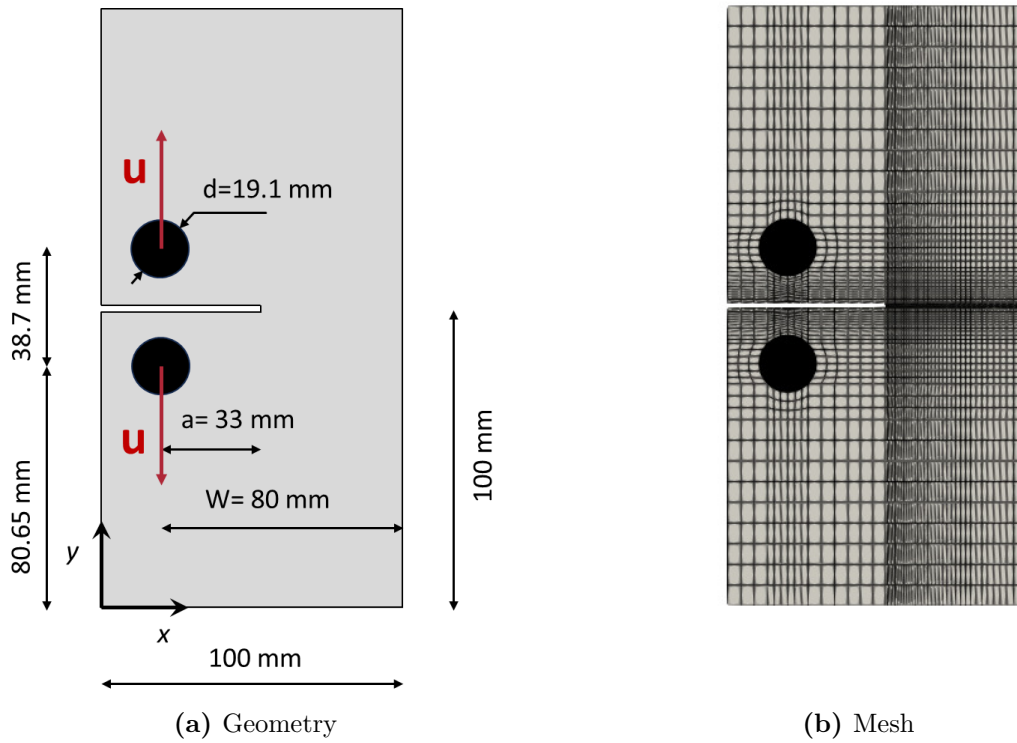 u
d=19.1 mm
38.7 mm
u
a= 33 mm
100 mm
W= 80 mm
80.65 mm
y
x
100 mm
(a) Geometry
(b) Mesh